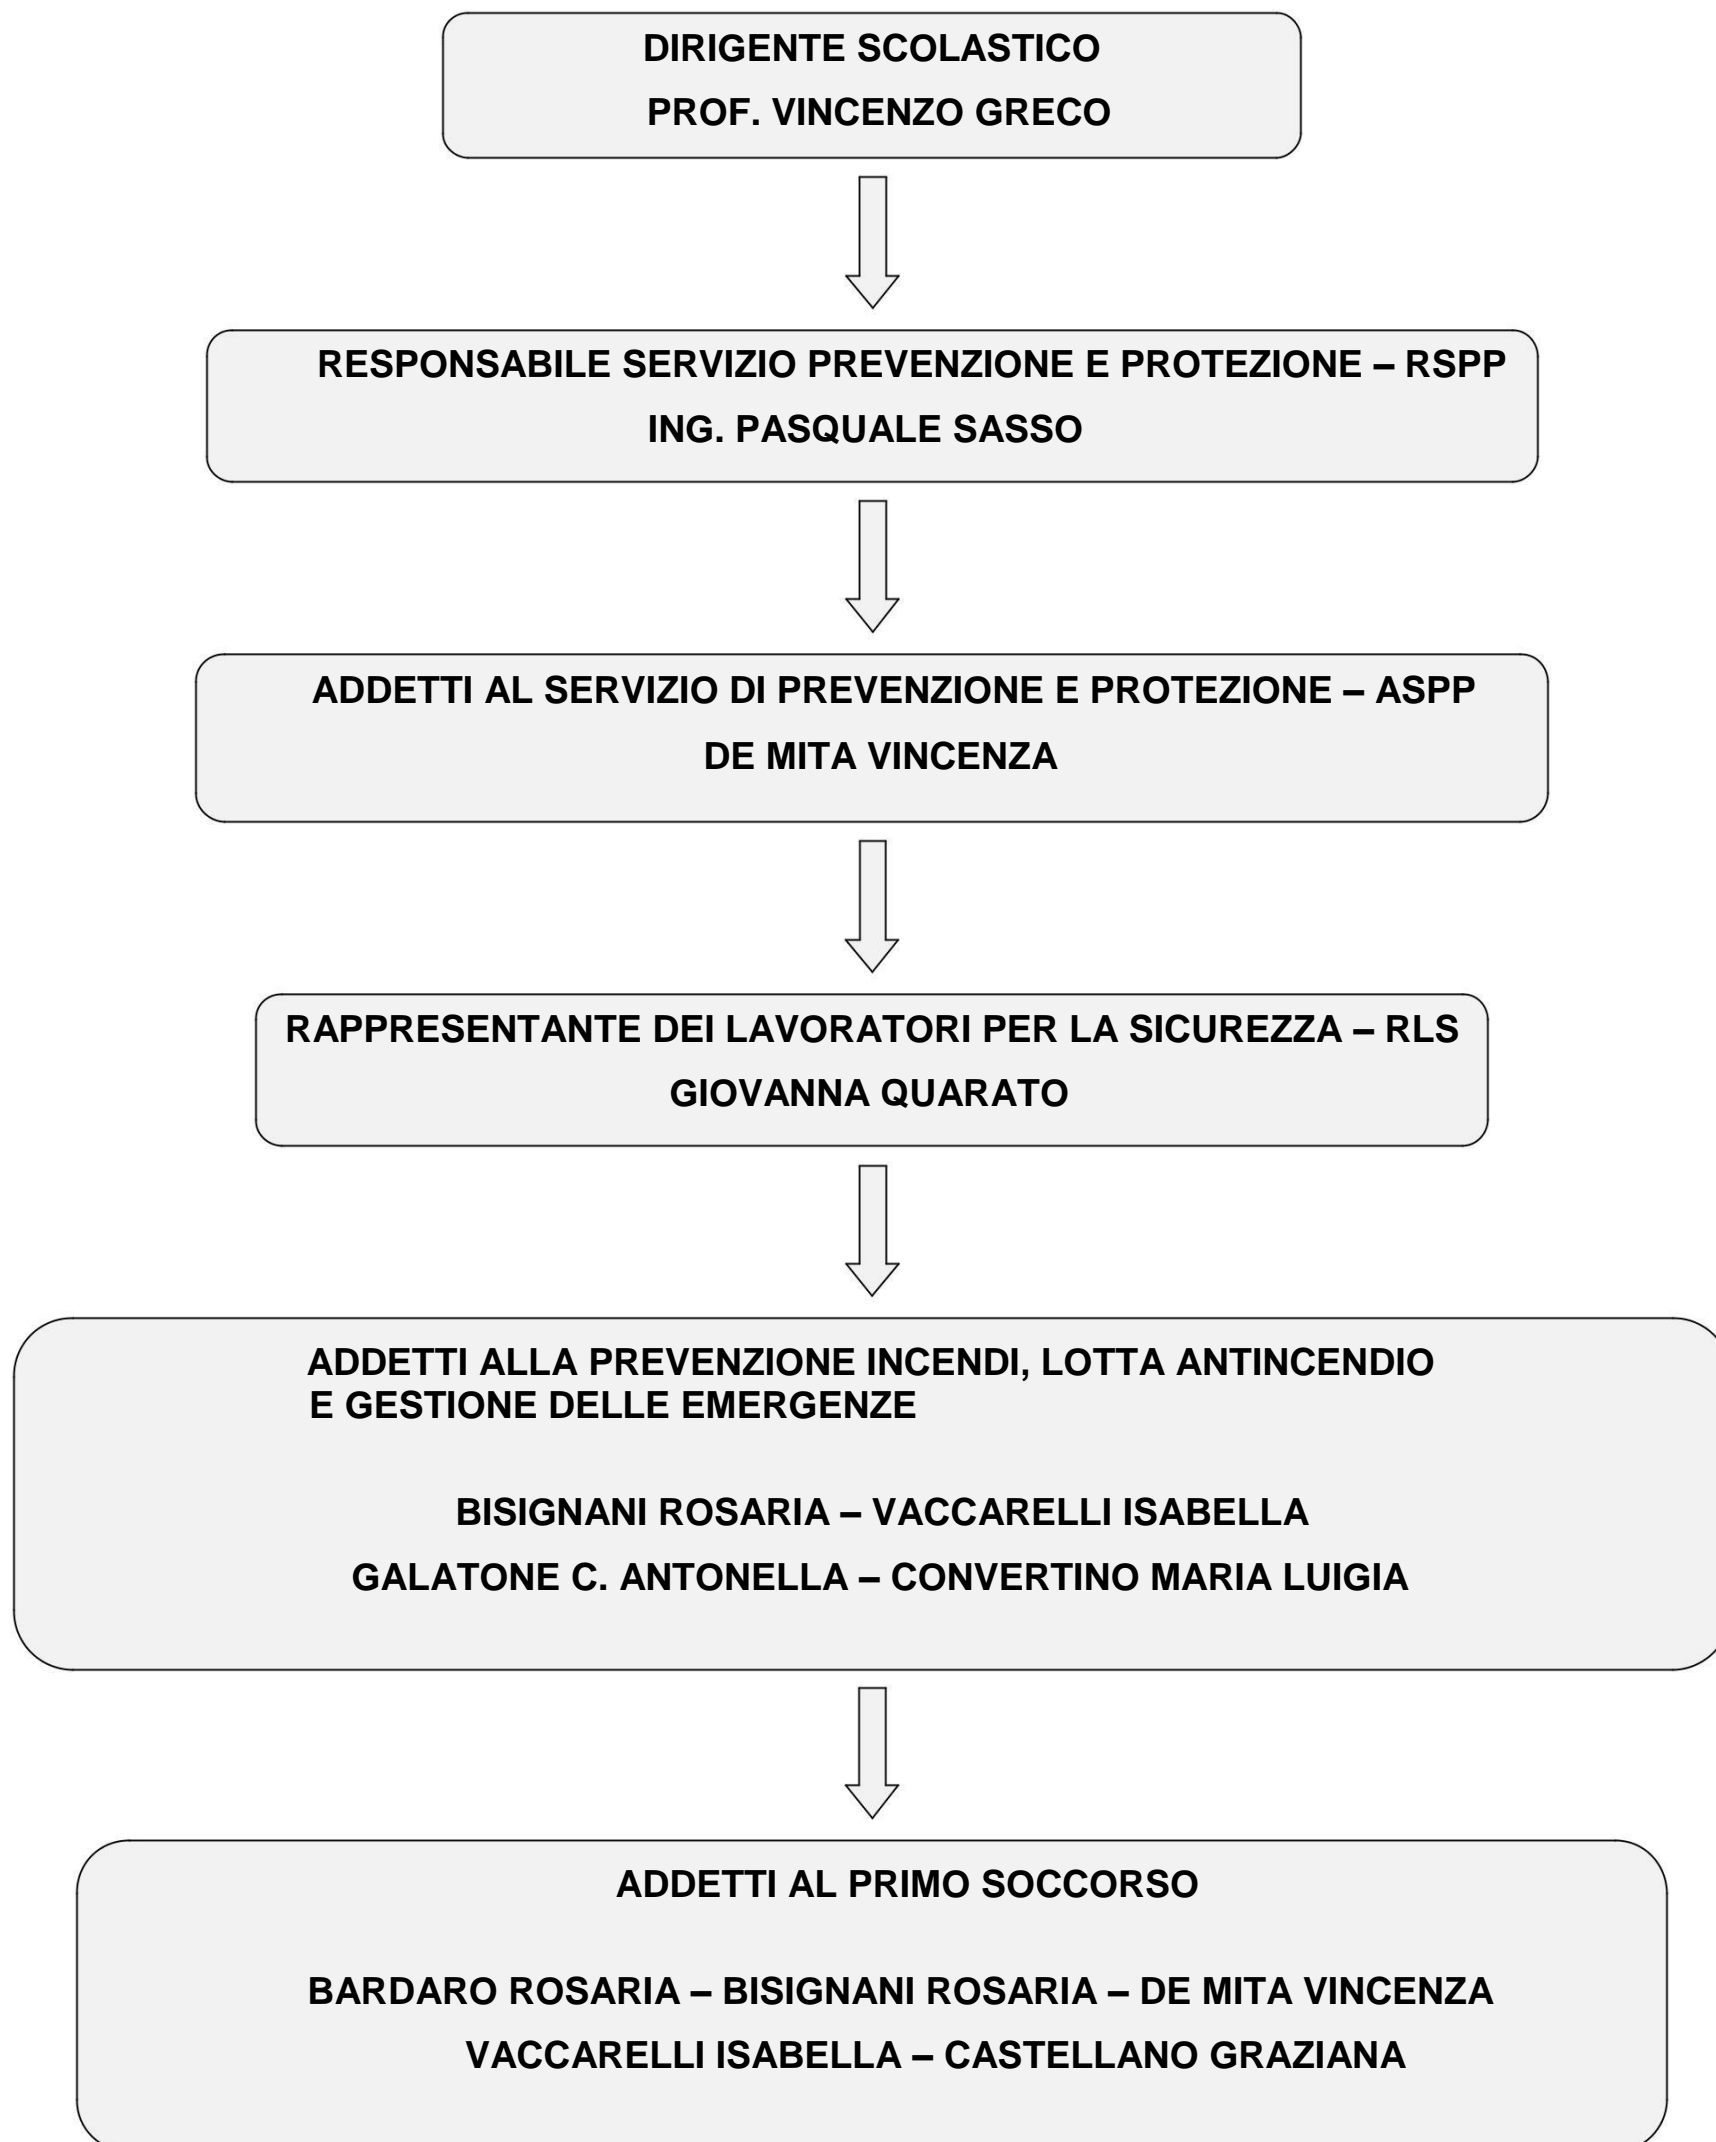 DIRIGENTE SCOLASTICO
PROF. VINCENZO GRECO
RESPONSABILE SERVIZIO PREVENZIONE E PROTEZIONE – RSPP
ING. PASQUALE SASSO
ADDETTI AL SERVIZIO DI PREVENZIONE E PROTEZIONE – ASPP
DE MITA VINCENZA
RAPPRESENTANTE DEI LAVORATORI PER LA SICUREZZA – RLS
GIOVANNA QUARATO
ADDETTI ALLA PREVENZIONE INCENDI, LOTTA ANTINCENDIO
E GESTIONE DELLE EMERGENZE
BISIGNANI ROSARIA – VACCARELLI ISABELLA
GALATONE C. ANTONELLA – CONVERTINO MARIA LUIGIA
ADDETTI AL PRIMO SOCCORSO
BARDARO ROSARIA – BISIGNANI ROSARIA – DE MITA VINCENZA
VACCARELLI ISABELLA – CASTELLANO GRAZIANA